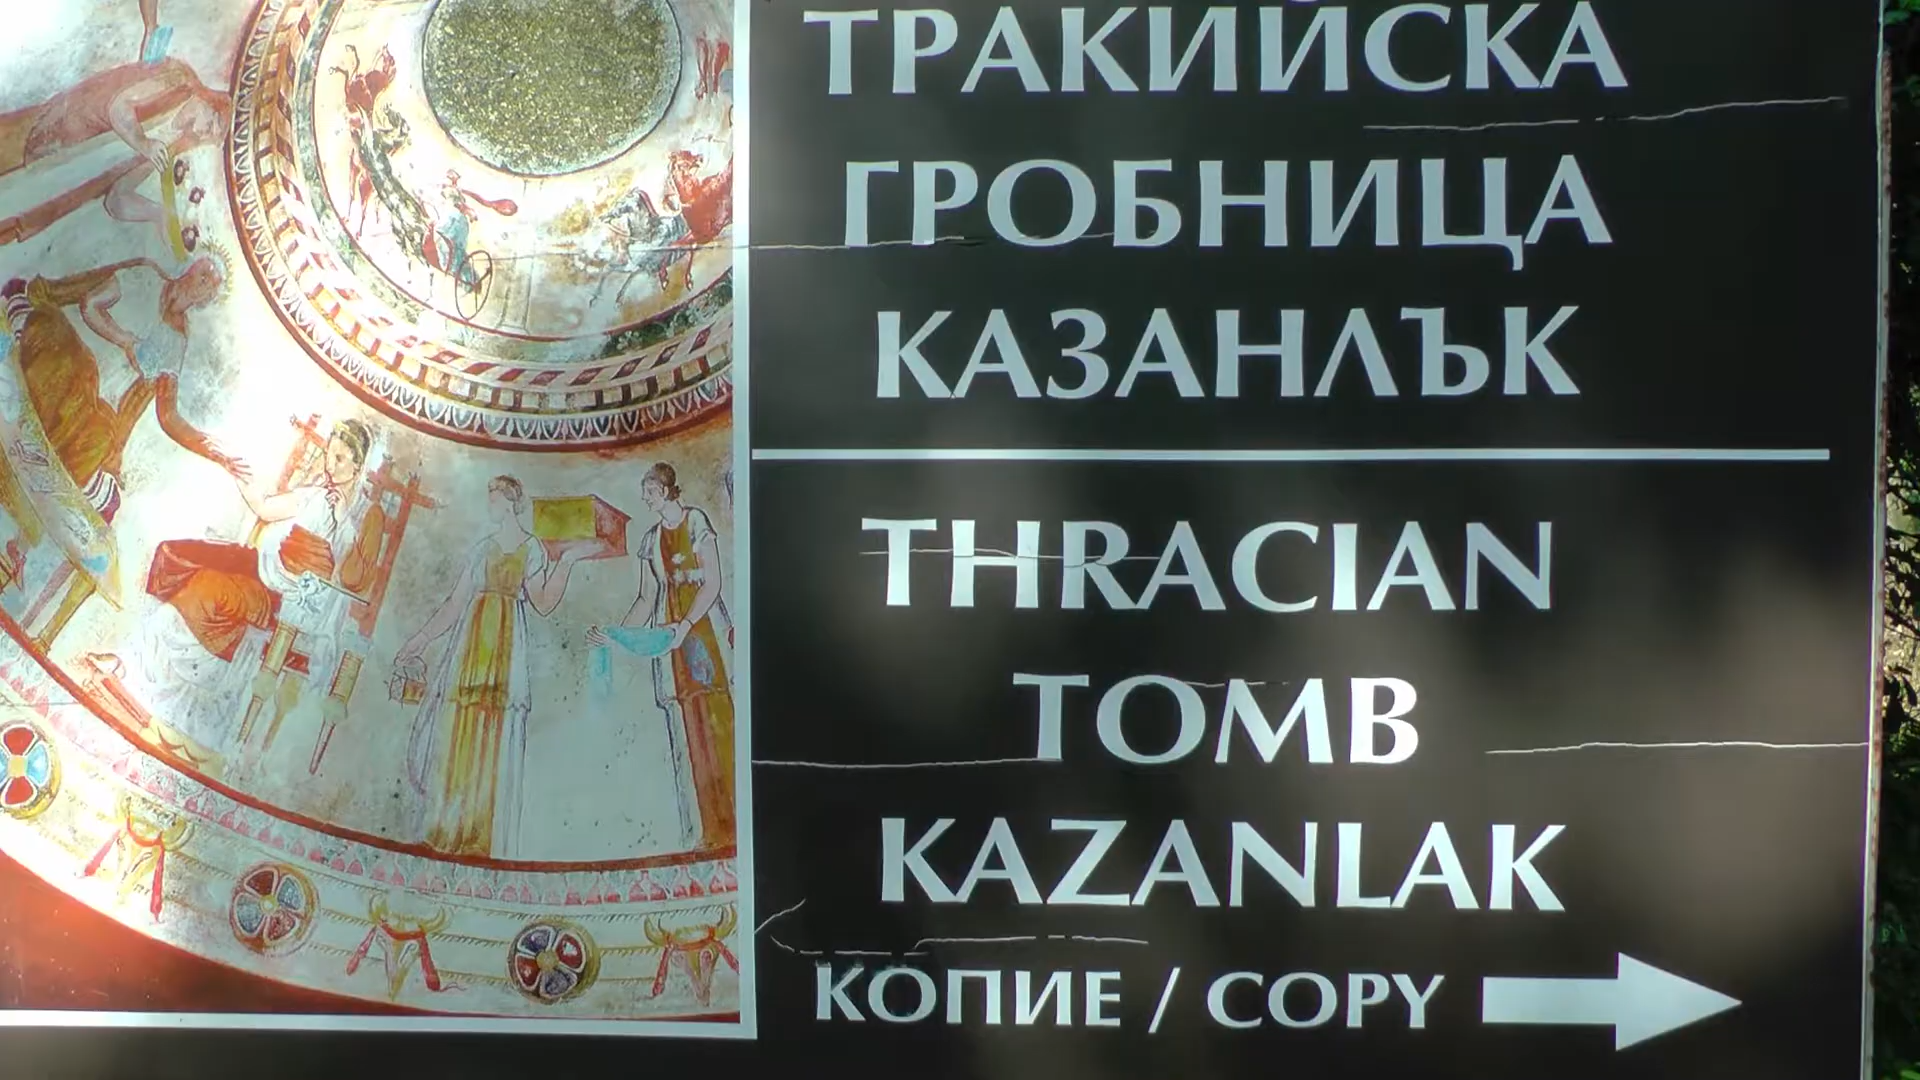 ТРАКИЙСКА
ГРОБНИЦА
КАЗАНЛЪК
THRACIAN
TOMB
KAZANLAK
КОПИЕ / COPY